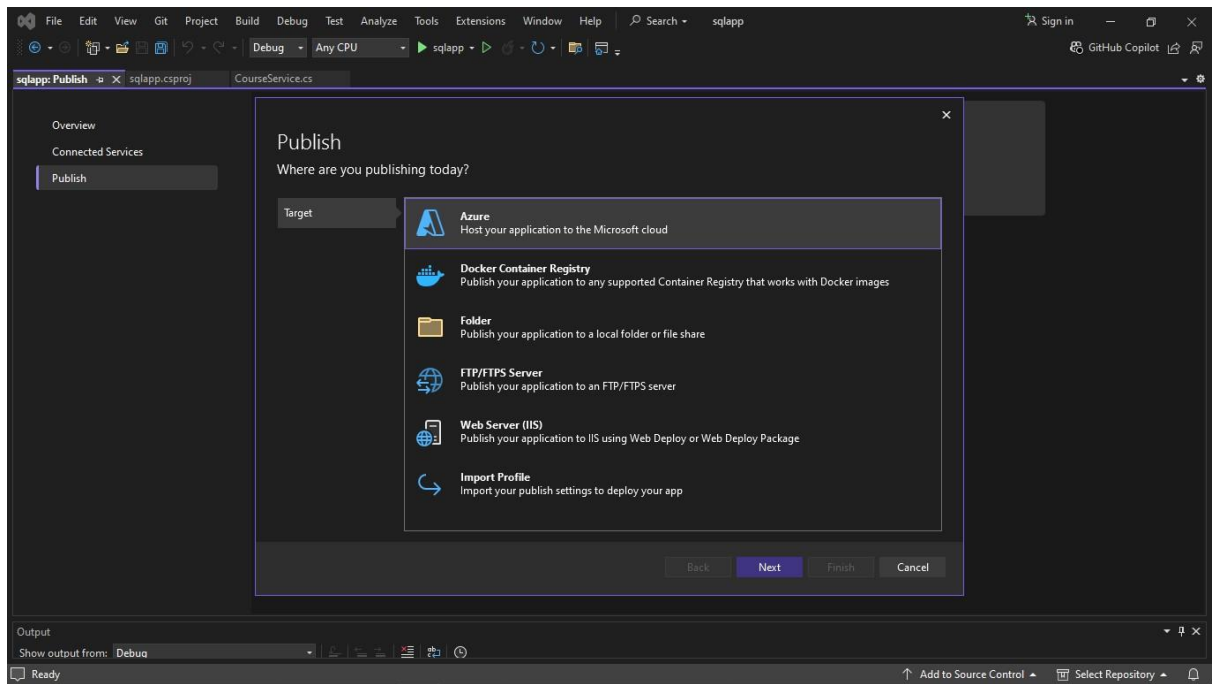 File Edit View Git Project Build Debug Test Analyze Tools Extensions Window Help Search sqlapp Sign in
Debug Any CPU sqlapp GitHub Copilot
sqlapp: Publish sqlapp.csproj CourseService.cs
Overview
Connected Services
Publish
Publish
Where are you publishing today?
Target
Azure
Host your application to the Microsoft cloud
Docker Container Registry
Publish your application to any supported Container Registry that works with Docker images
Folder
Publish your application to a local folder or file share
FTP/FTPS Server
Publish your application to an FTP/FTPS server
Web Server (IIS)
Publish your application to IIS using Web Deploy or Web Deploy Package
Import Profile
Import your publish settings to deploy your app
Back Next Finish Cancel
Output
Show output from: Debug
Ready Add to Source Control Select Repository